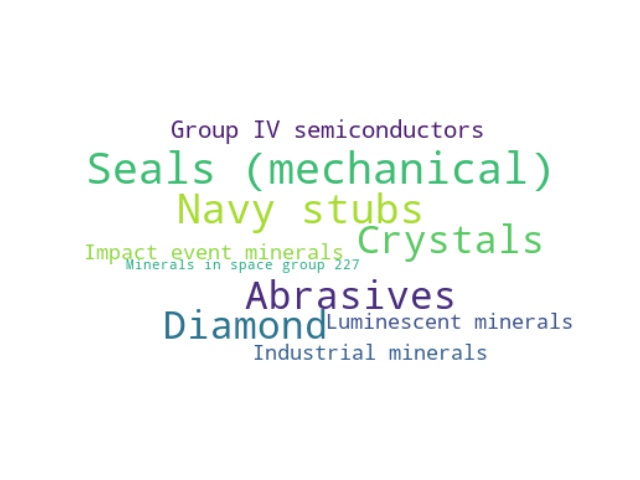 Group IV semiconductors
Seals (mechanical)
Navy stubs
Crystals
Impact event minerals
Minerals in space group 227
Abrasives
Diamond
Luminescent minerals
Industrial minerals